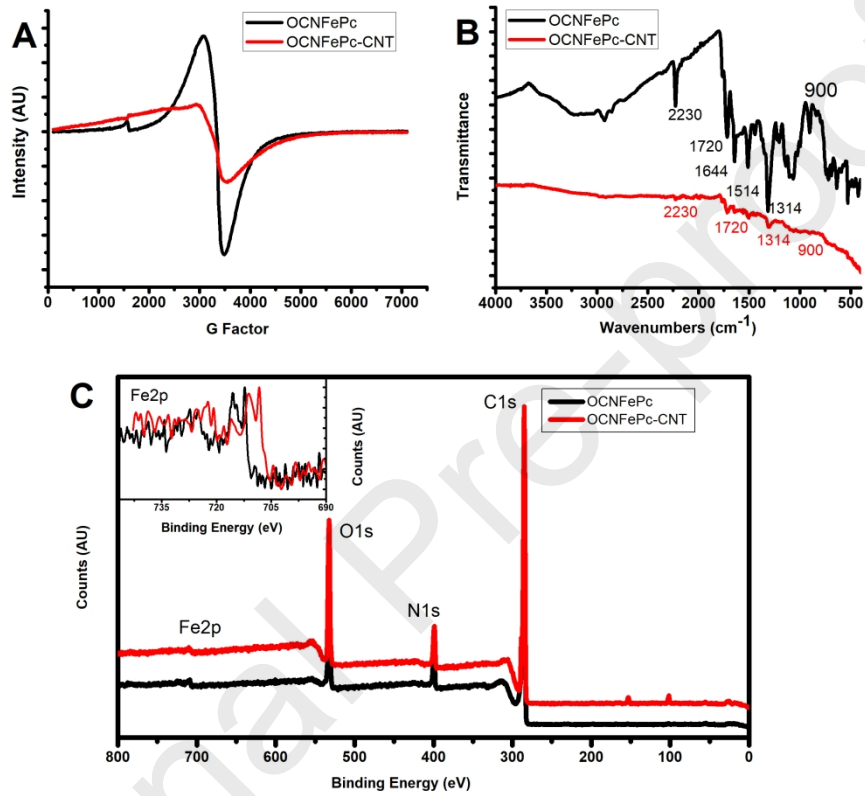 A
OCNFePc
OCNFePc-CNT
Intensity (AU)
0 1000 2000 3000 4000 5000 6000 7000
G Factor
B
OCNFePc
OCNFePc-CNT
Transmittance
2230
1720
1644
1514
1314
900
2230
1720
1314
900
4000 3500 3000 2500 2000 1500 1000 500
Wavenumbers (cm⁻¹)
C
OCNFePc
OCNFePc-CNT
Fe2p
Counts (AU)
735 720 705 690
Binding Energy (eV)
C1s
O1s
N1s
Fe2p
Counts (AU)
800 700 600 500 400 300 200 100 0
Binding Energy (eV)
nal Pre-proo